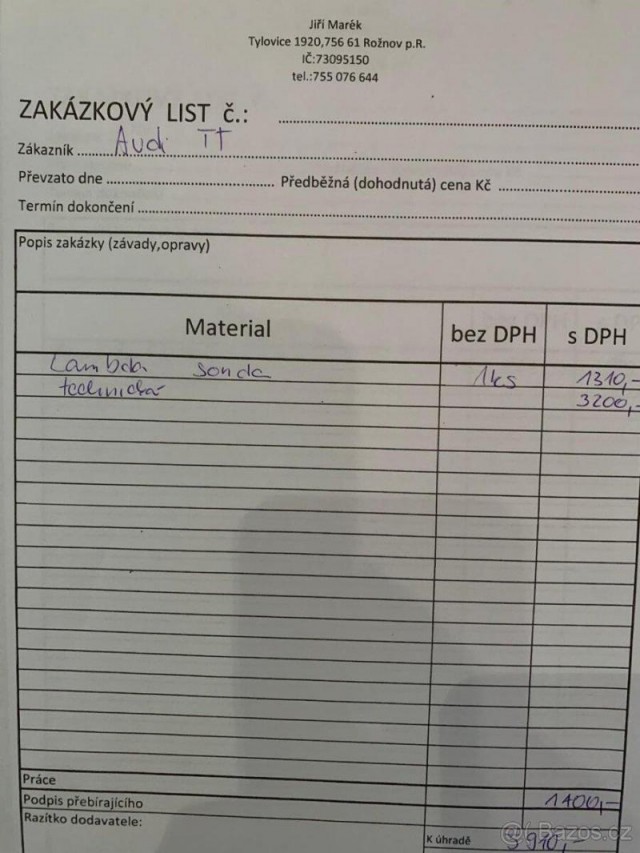 Jiří Marék
Tylovice 1920,756 61 Rožnov p.R.
IČ:73095150
tel.:755 076 644
ZAKÁZKOVÝ LIST č.:
Zákazník Audi TT
Převzato dne Předběžná (dohodnutá) cena Kč
Termín dokončení
Popis zakázky (závady,opravy)
Material bez DPH s DPH
Lambda sonda 1ks 1310,-
technická 3200,-
Práce
Podpis přebírajícího 1400,-
Razítko dodavatele:
K úhradě 5910,-
Bazos.cz